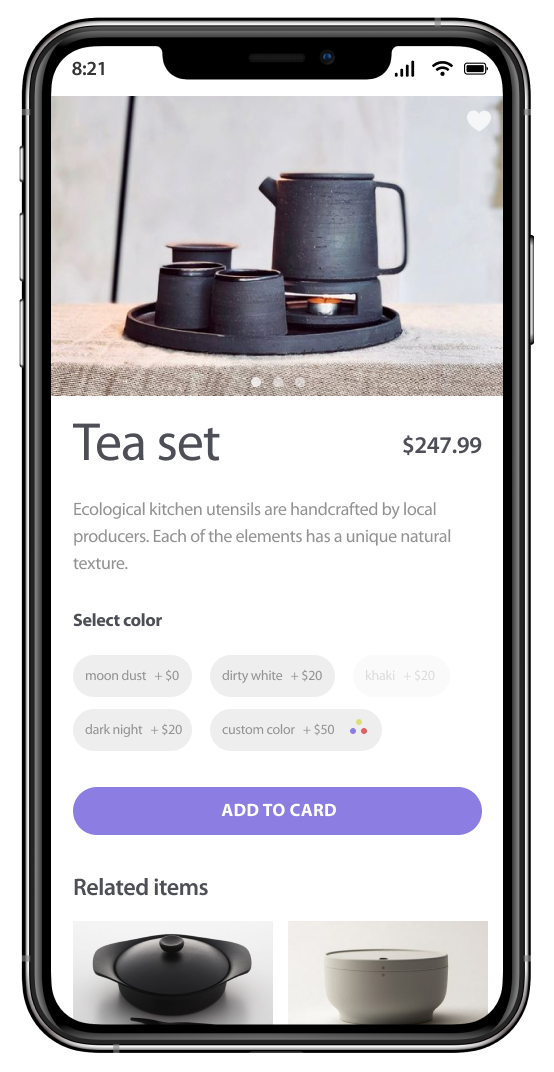 8:21
Tea set
$247.99
Ecological kitchen utensils are handcrafted by local
producers. Each of the elements has a unique natural
texture.
Select color
moon dust + $0
dirty white + $20
khaki + $20
dark night + $20
custom color + $50
ADD TO CARD
Related items